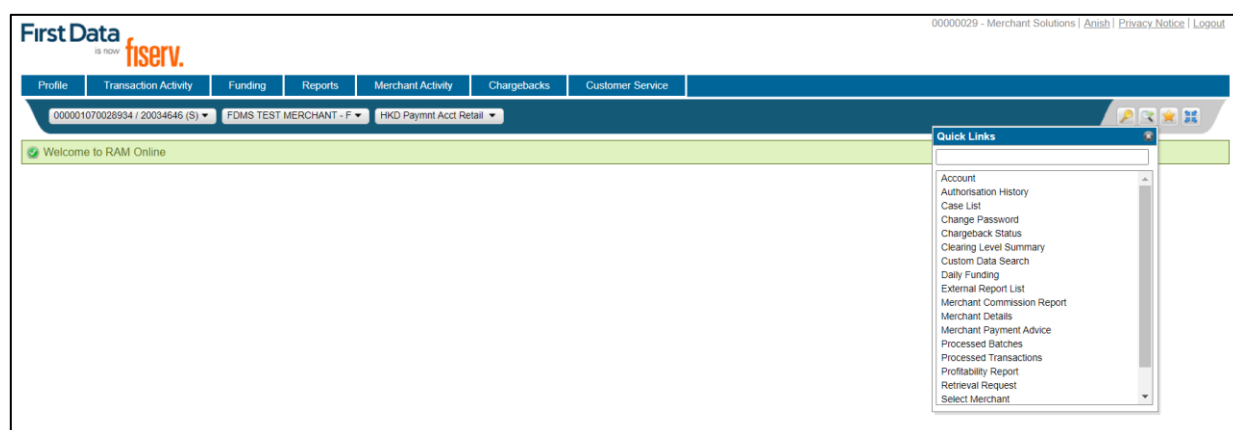 00000029 - Merchant Solutions | Anish | Privacy Notice | Logout
First Data
is now fiserv.
Profile Transaction Activity Funding Reports Merchant Activity Chargebacks Customer Service
000001070028934 / 20034646 (S) FDMS TEST MERCHANT - F HKD Paymnt Acct Retail
Quick Links
Welcome to RAM Online
Account
Authorisation History
Case List
Change Password
Chargeback Status
Clearing Level Summary
Custom Data Search
Daily Funding
External Report List
Merchant Commission Report
Merchant Details
Merchant Payment Advice
Processed Batches
Processed Transactions
Profitability Report
Retrieval Request
Select Merchant